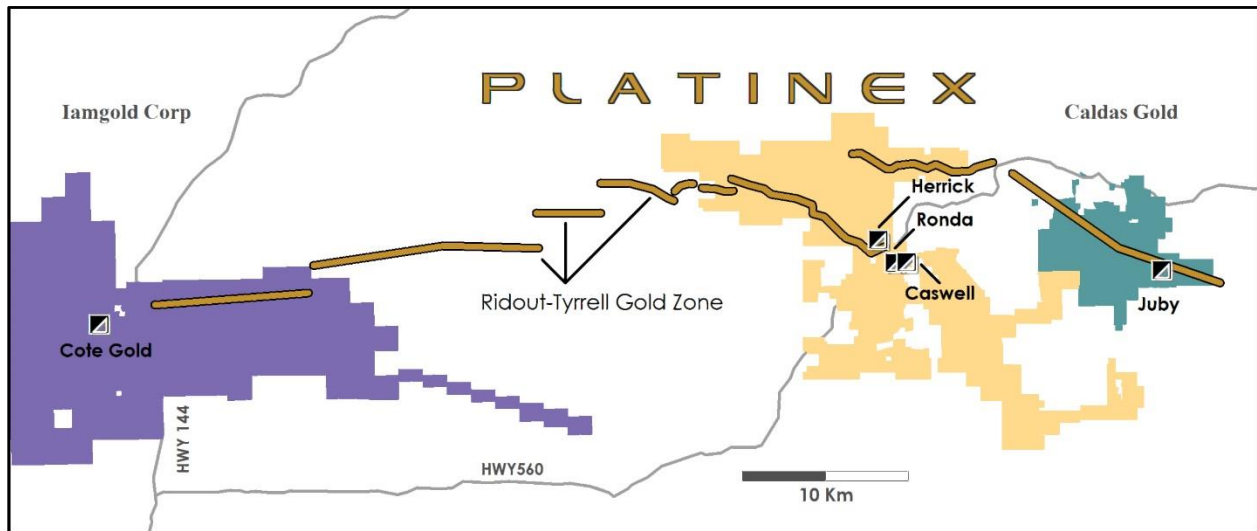 PLATINEX
Iamgold Corp
Caldas Gold
Herrick
Ronda
Caswell
Ridout-Tyrrell Gold Zone
Juby
Cote Gold
HWY 144
HWY560
10 Km